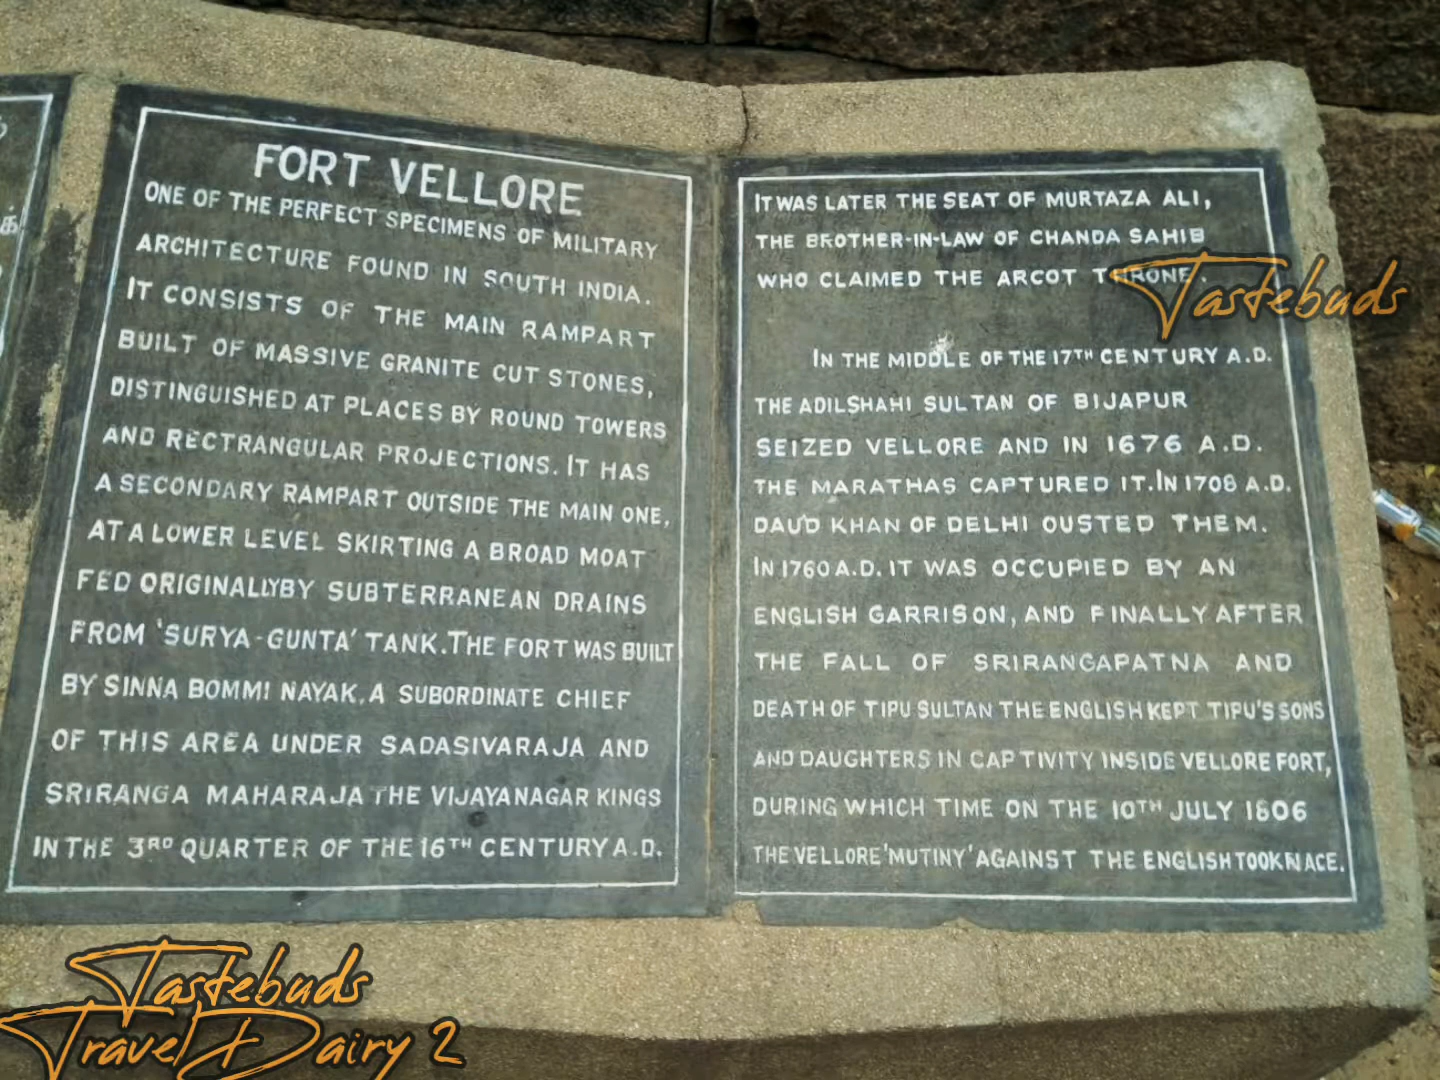 FORT VELLORE
ONE OF THE PERFECT SPECIMENS OF MILITARY
ARCHITECTURE FOUND IN SOUTH INDIA.
IT CONSISTS OF THE MAIN RAMPART
BUILT OF MASSIVE GRANITE CUT STONES,
DISTINGUISHED AT PLACES BY ROUND TOWERS
AND RECTRANGULAR PROJECTIONS. IT HAS
A SECONDARY RAMPART OUTSIDE THE MAIN ONE,
AT A LOWER LEVEL SKIRTING A BROAD MOAT
FED ORIGINALLYBY SUBTERRANEAN DRAINS
FROM 'SURYA-GUNTA' TANK.THE FORT WAS BUILT
BY SINNA BOMMI NAYAK, A SUBORDINATE CHIEF
OF THIS AREA UNDER SADASIVARAJA AND
SRIRANGA MAHARAJA THE VIJAYANAGAR KINGS
IN THE 3RD QUARTER OF THE 16TH CENTURY A.D.
IT WAS LATER THE SEAT OF MURTAZA ALI,
THE BROTHER-IN-LAW OF CHANDA SAHIB
WHO CLAIMED THE ARCOT THRONE.
IN THE MIDDLE OF THE 17TH CENTURY A.D.
THE ADILSHAHI SULTAN OF BIJAPUR
SEIZED VELLORE AND IN 1676 A.D.
THE MARATHAS CAPTURED IT.IN 1708 A.D.
DAUD KHAN OF DELHI OUSTED THEM.
IN 1760 A.D. IT WAS OCCUPIED BY AN
ENGLISH GARRISON, AND FINALLY AFTER
THE FALL OF SRIRANGAPATNA AND
DEATH OF TIPU SULTAN THE ENGLISH KEPT TIPU'S SONS
AND DAUGHTERS IN CAPTIVITY INSIDE VELLORE FORT,
DURING WHICH TIME ON THE 10TH JULY 1806
THE VELLORE 'MUTINY' AGAINST THE ENGLISH TOOK PLACE.
Tastebuds
Tastebuds
Travel Dairy 2